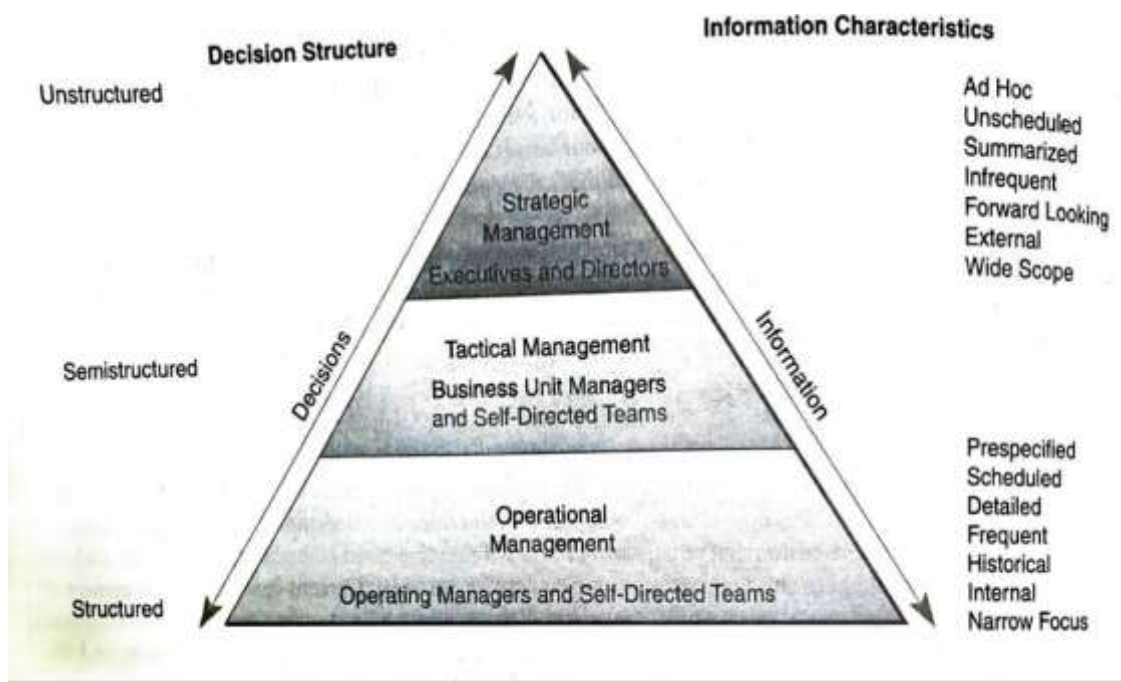 Decision Structure
Information Characteristics
Unstructured
Ad Hoc
Unscheduled
Summarized
Infrequent
Forward Looking
External
Wide Scope
Strategic
Management
Executives and Directors
Decisions
Information
Semistructured
Tactical Management
Business Unit Managers
and Self-Directed Teams
Prespecified
Scheduled
Detailed
Frequent
Historical
Internal
Narrow Focus
Operational
Management
Structured
Operating Managers and Self-Directed Teams